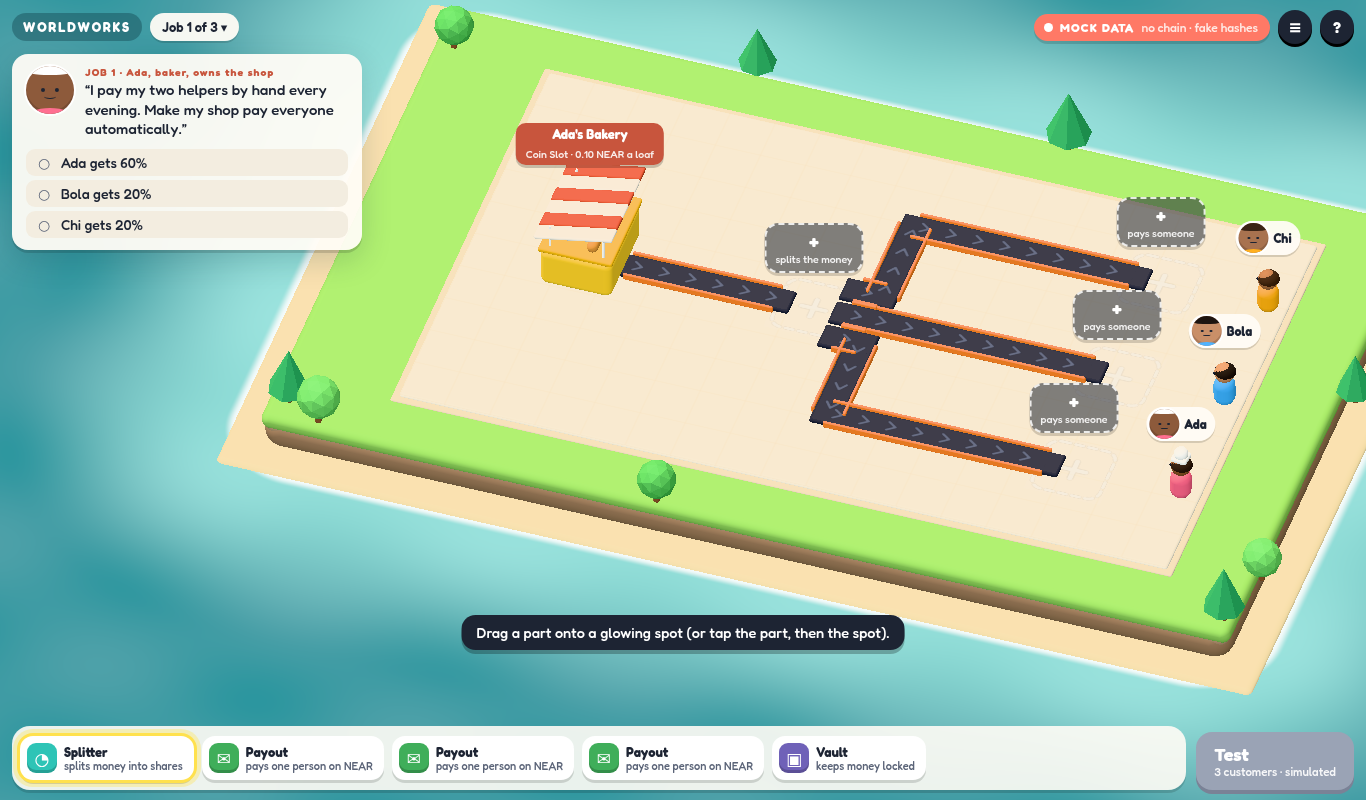 WORLDWORKS
Job 1 of 3 ▾
MOCK DATA no chain · fake hashes
≡
?
JOB 1 · Ada, baker, owns the shop
“I pay my two helpers by hand every
evening. Make my shop pay everyone
automatically.”
Ada gets 60%
Bola gets 20%
Chi gets 20%
Ada's Bakery
Coin Slot · 0.10 NEAR a loaf
+
splits the money
+
pays someone
Chi
+
pays someone
Bola
+
pays someone
Ada
Drag a part onto a glowing spot (or tap the part, then the spot).
Splitter
splits money into shares
Payout
pays one person on NEAR
Payout
pays one person on NEAR
Payout
pays one person on NEAR
Vault
keeps money locked
Test
3 customers · simulated